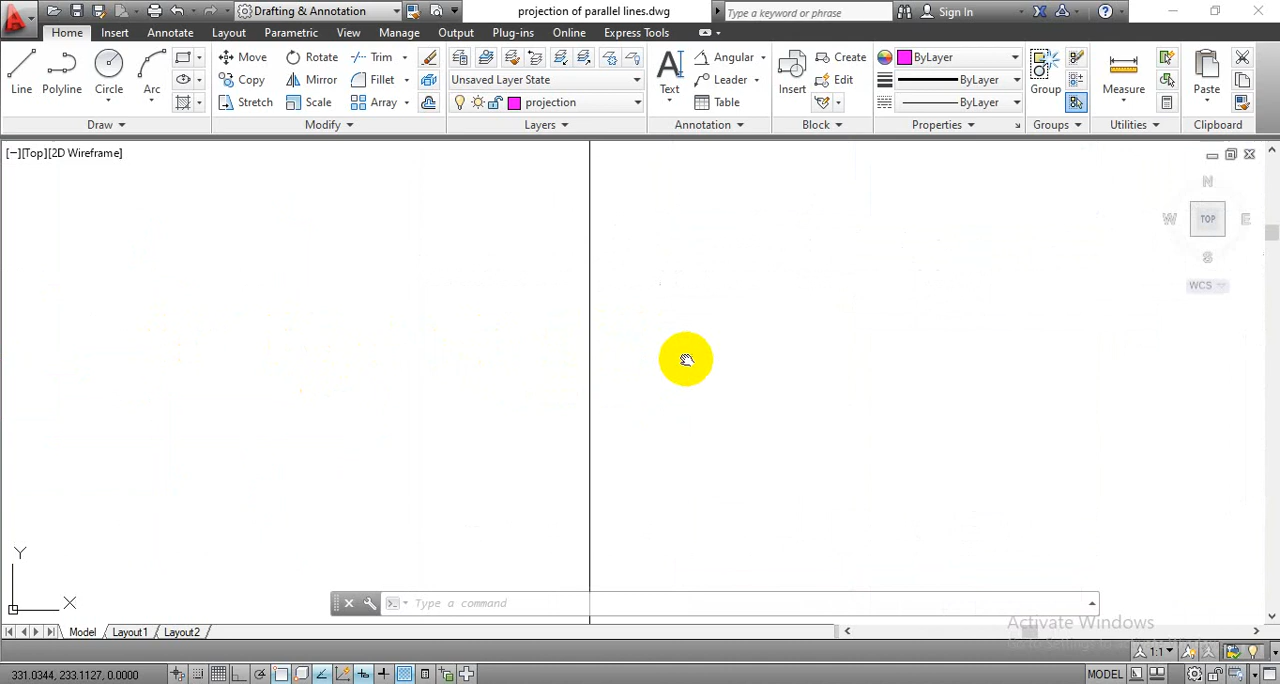 Drafting & Annotation
projection of parallel lines.dwg
Type a keyword or phrase
Sign In
Home Insert Annotate Layout Parametric View Manage Plug-ins Output Online Express Tools
Line Polyline Circle Arc
Move Rotate Trim
Copy Mirror Fillet
Stretch Scale Array
Unsaved Layer State
projection
Text
Angular
Leader
Table
Insert
Create
Edit
ByLayer
ByLayer
ByLayer
Group
Measure
Paste
Draw Modify Layers Annotation Block Properties Groups Utilities Clipboard
[−][Top][2D Wireframe]
N
W TOP E
S
WCS
Y
X
Type a command
Activate Windows
Model Layout1 Layout2
1:1
331.0344, 233.1127, 0.0000
MODEL